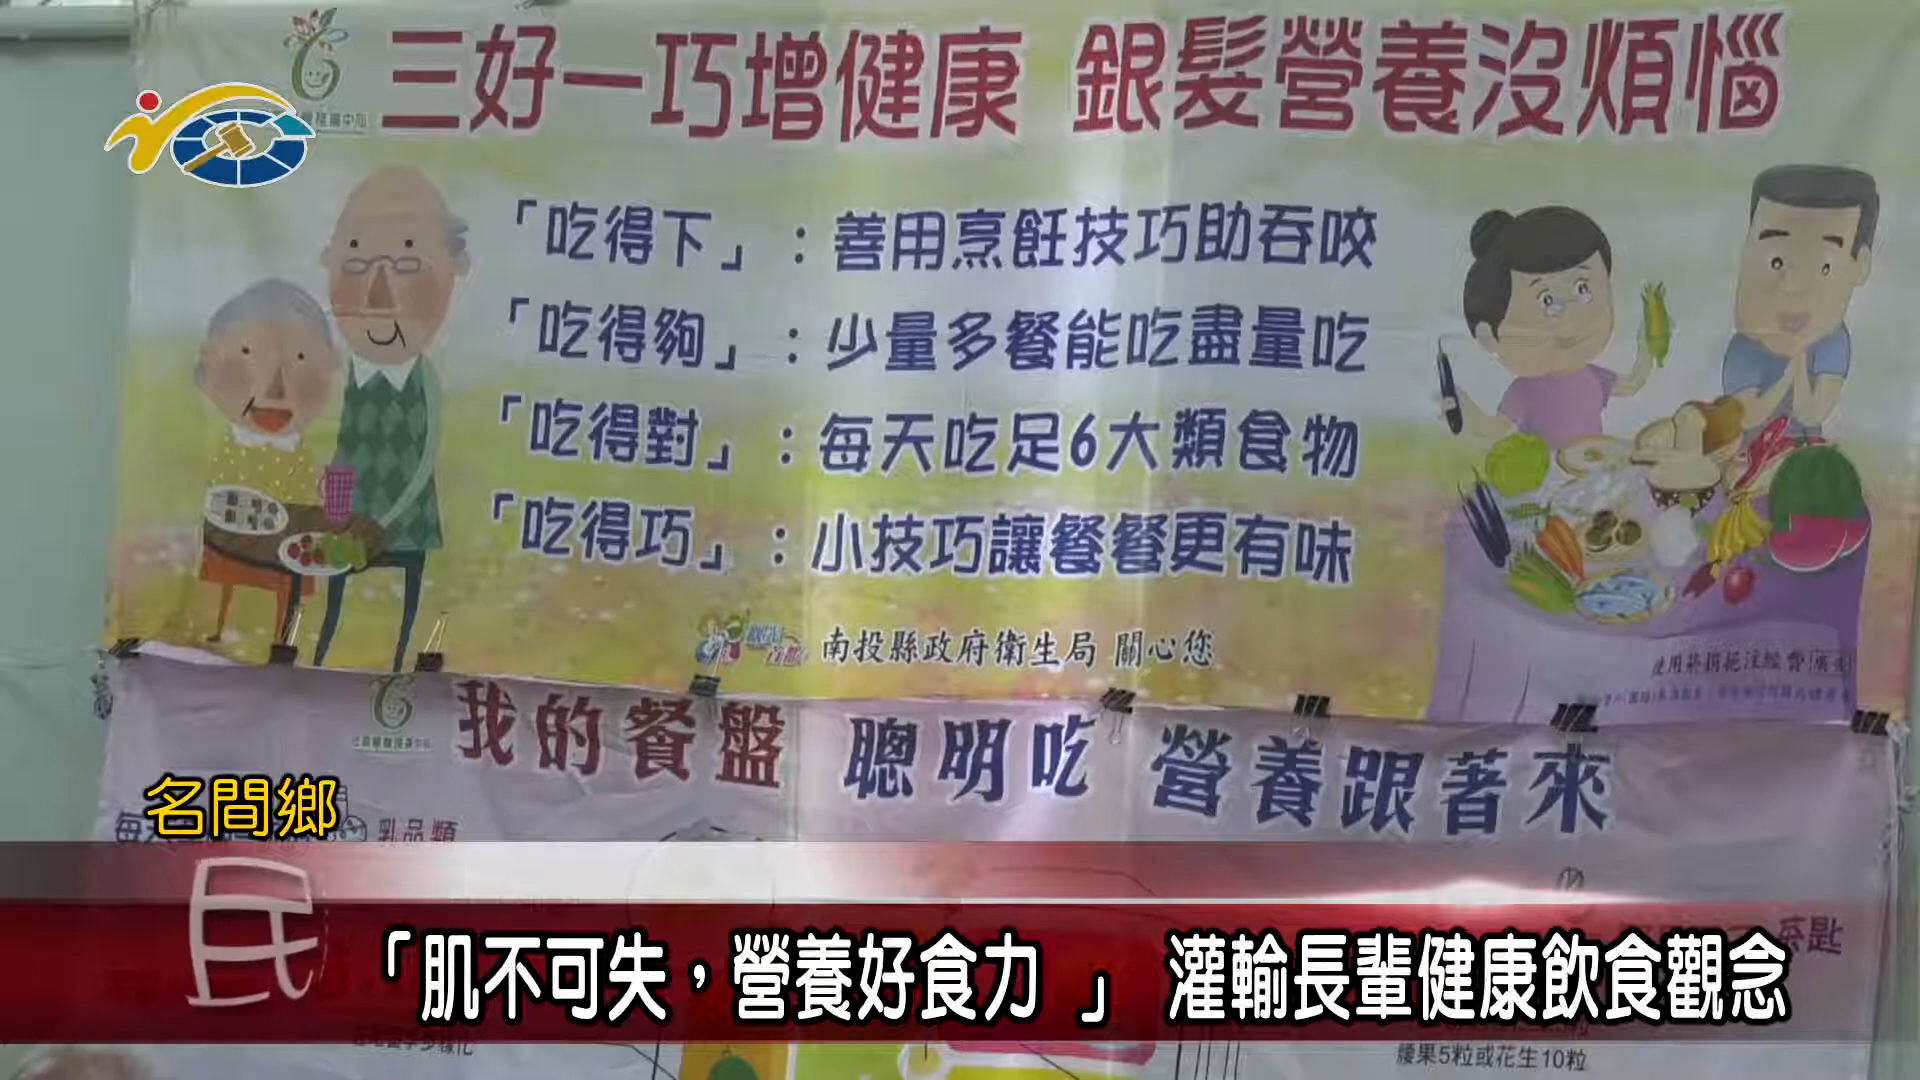 三好一巧增健康 銀髮營養沒煩惱
「吃得下」：善用烹飪技巧助吞咬
「吃得夠」：少量多餐能吃盡量吃
「吃得對」：每天吃足6大類食物
「吃得巧」：小技巧讓餐餐更有味
南投縣政府衛生局 關心您
我的餐盤 聰明吃 營養跟著來
名間鄉
每天
乳品類
茶匙
民
「肌不可失，營養好食力 」 灌輸長輩健康飲食觀念
腰果5粒或花生10粒